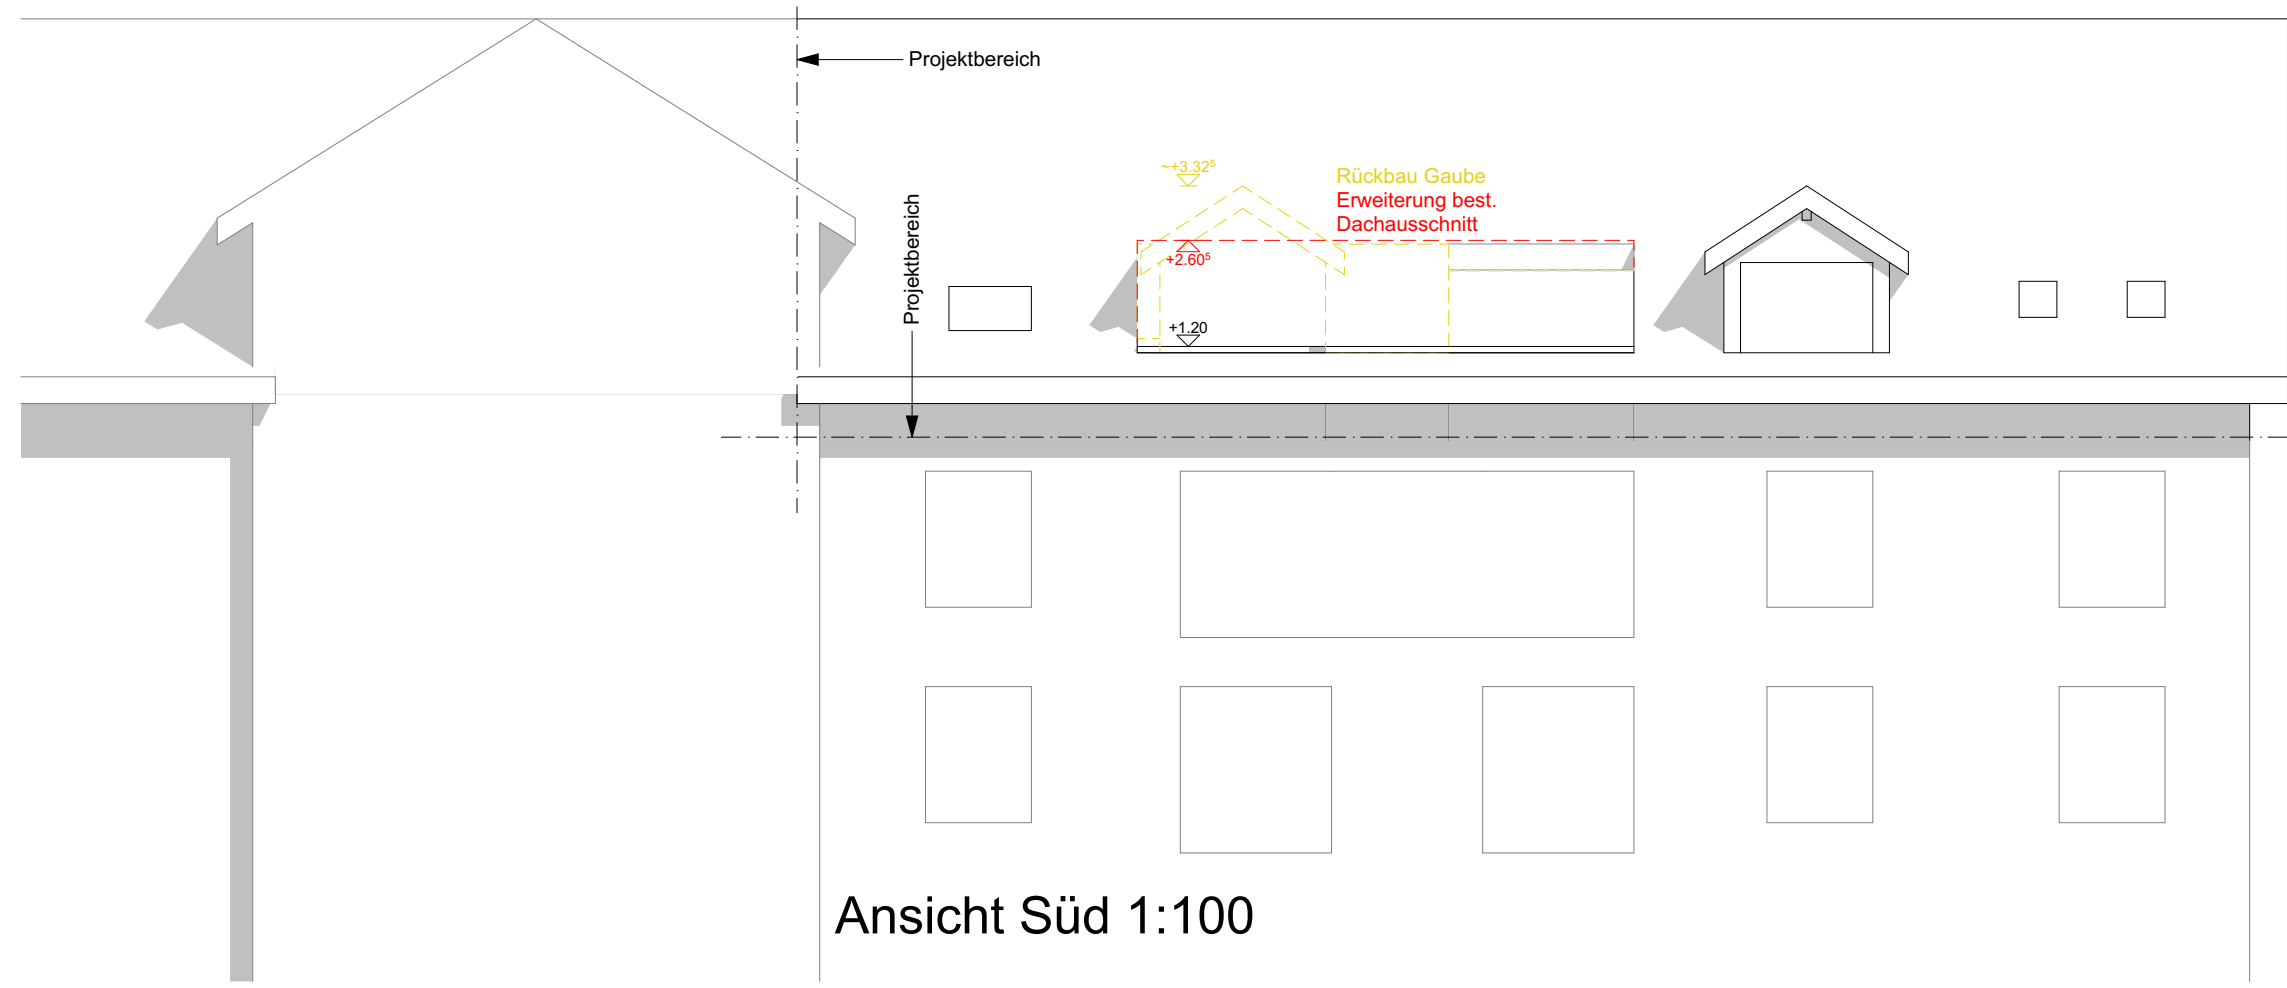 Projektbereich
~+3.32⁵
Rückbau Gaube
Erweiterung best.
Dachausschnitt
Projektbereich
+2.60⁵
+1.20
Ansicht Süd 1:100